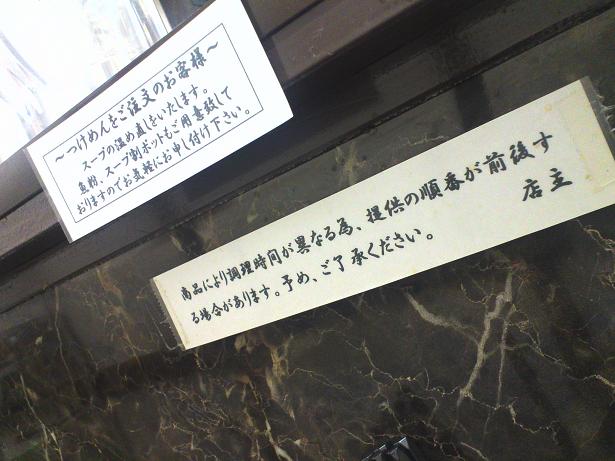 ～つけめんをご注文のお客様～
スープの温め直しをいたします。
魚粉、スープ割ポットもご用意致して
おりますのでお気軽にお申し付け下さい。
商品により調理時間が異なる為、提供の順番が前後す
る場合があります。予め、ご了承ください。
店主